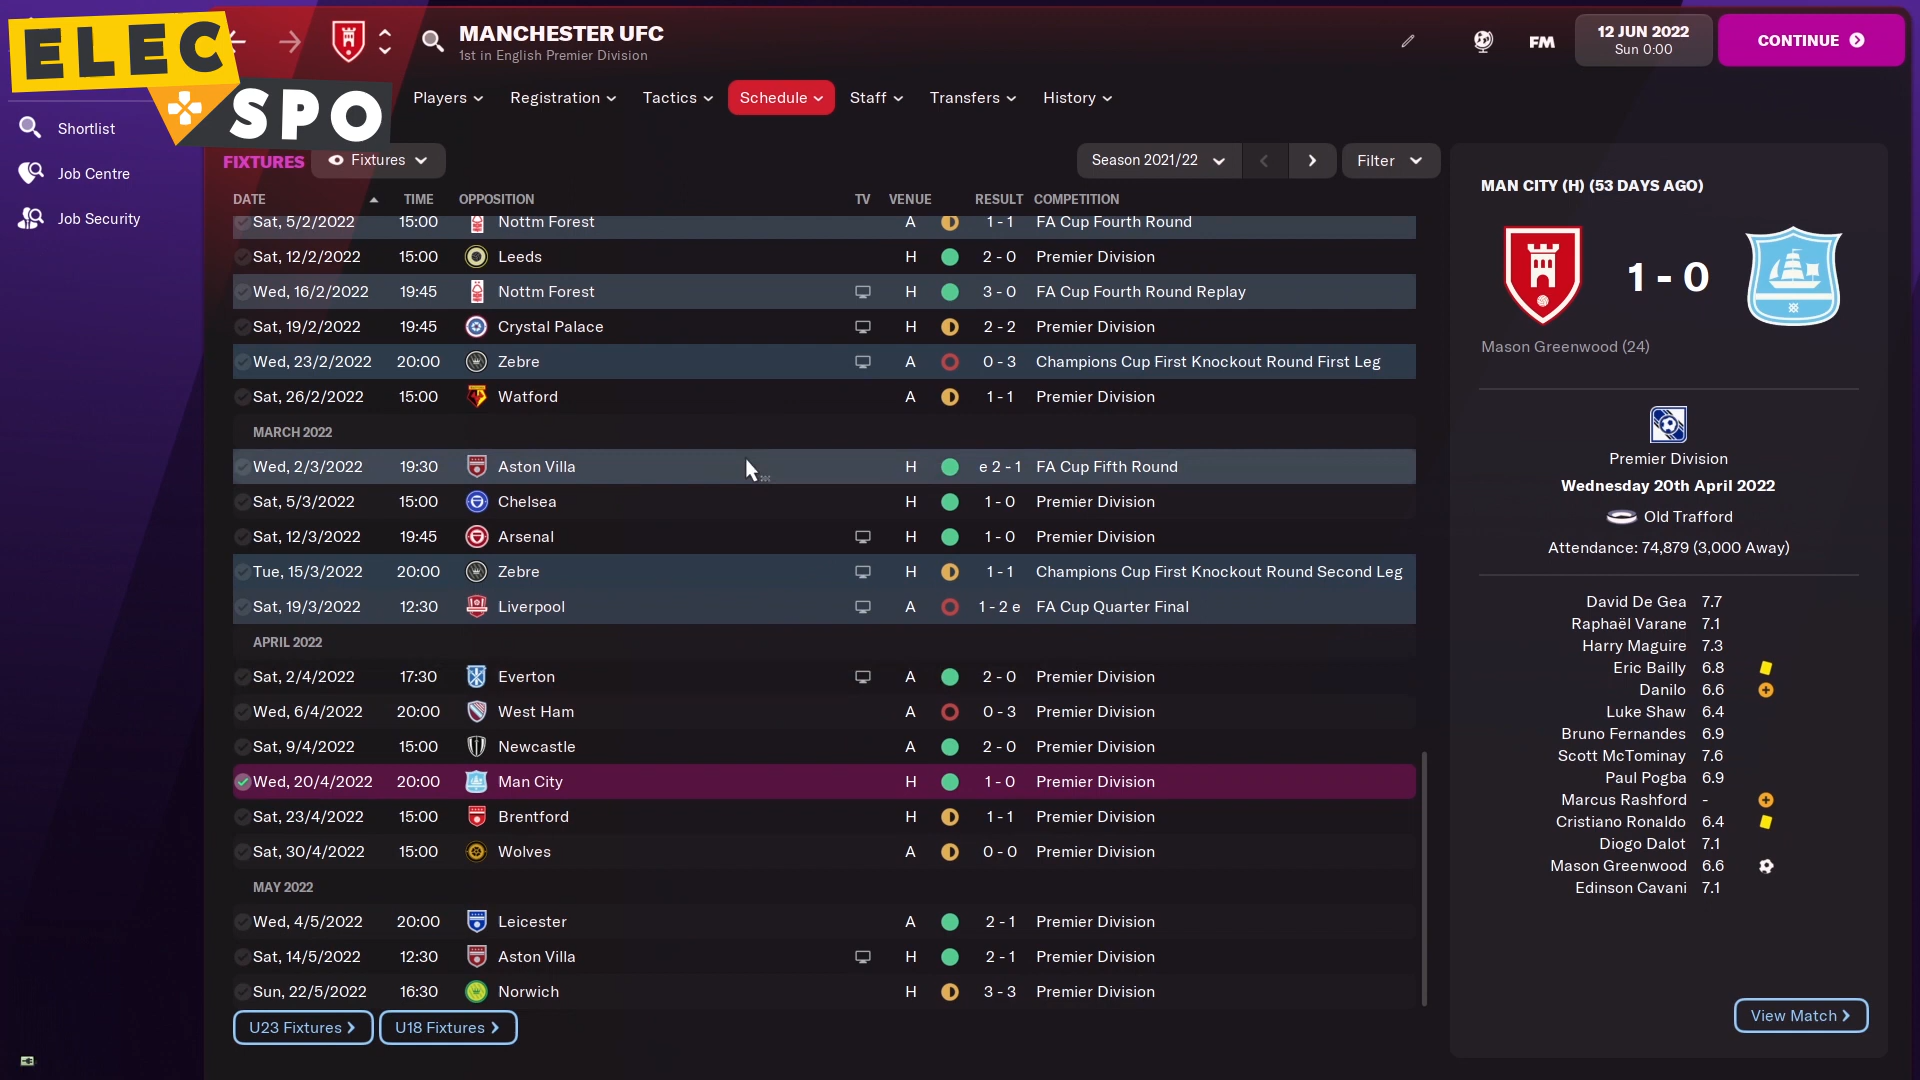 ELEC
SPO
MANCHESTER UFC
1st in English Premier Division
FM
12 JUN 2022
Sun 0:00
CONTINUE
Players
Registration
Tactics
Schedule
Staff
Transfers
History
Shortlist
Job Centre
Job Security
FIXTURES
Fixtures
Season 2021/22
Filter
DATE TIME OPPOSITION TV VENUE RESULT COMPETITION
Sat, 5/2/2022 15:00 Nottm Forest A 1 - 1 FA Cup Fourth Round
Sat, 12/2/2022 15:00 Leeds H 2 - 0 Premier Division
Wed, 16/2/2022 19:45 Nottm Forest H 3 - 0 FA Cup Fourth Round Replay
Sat, 19/2/2022 19:45 Crystal Palace H 2 - 2 Premier Division
Wed, 23/2/2022 20:00 Zebre A 0 - 3 Champions Cup First Knockout Round First Leg
Sat, 26/2/2022 15:00 Watford A 1 - 1 Premier Division
MARCH 2022
Wed, 2/3/2022 19:30 Aston Villa H e 2 - 1 FA Cup Fifth Round
Sat, 5/3/2022 15:00 Chelsea H 1 - 0 Premier Division
Sat, 12/3/2022 19:45 Arsenal H 1 - 0 Premier Division
Tue, 15/3/2022 20:00 Zebre H 1 - 1 Champions Cup First Knockout Round Second Leg
Sat, 19/3/2022 12:30 Liverpool A 1 - 2 e FA Cup Quarter Final
APRIL 2022
Sat, 2/4/2022 17:30 Everton A 2 - 0 Premier Division
Wed, 6/4/2022 20:00 West Ham A 0 - 3 Premier Division
Sat, 9/4/2022 15:00 Newcastle A 2 - 0 Premier Division
Wed, 20/4/2022 20:00 Man City H 1 - 0 Premier Division
Sat, 23/4/2022 15:00 Brentford H 1 - 1 Premier Division
Sat, 30/4/2022 15:00 Wolves A 0 - 0 Premier Division
MAY 2022
Wed, 4/5/2022 20:00 Leicester A 2 - 1 Premier Division
Sat, 14/5/2022 12:30 Aston Villa H 2 - 1 Premier Division
Sun, 22/5/2022 16:30 Norwich H 3 - 3 Premier Division
U23 Fixtures
U18 Fixtures
MAN CITY (H) (53 DAYS AGO)
1 - 0
Mason Greenwood (24)
Premier Division
Wednesday 20th April 2022
Old Trafford
Attendance: 74,879 (3,000 Away)
David De Gea 7.7
Raphaël Varane 7.1
Harry Maguire 7.3
Eric Bailly 6.8
Danilo 6.6
Luke Shaw 6.4
Bruno Fernandes 6.9
Scott McTominay 7.6
Paul Pogba 6.9
Marcus Rashford -
Cristiano Ronaldo 6.4
Diogo Dalot 7.1
Mason Greenwood 6.6
Edinson Cavani 7.1
View Match